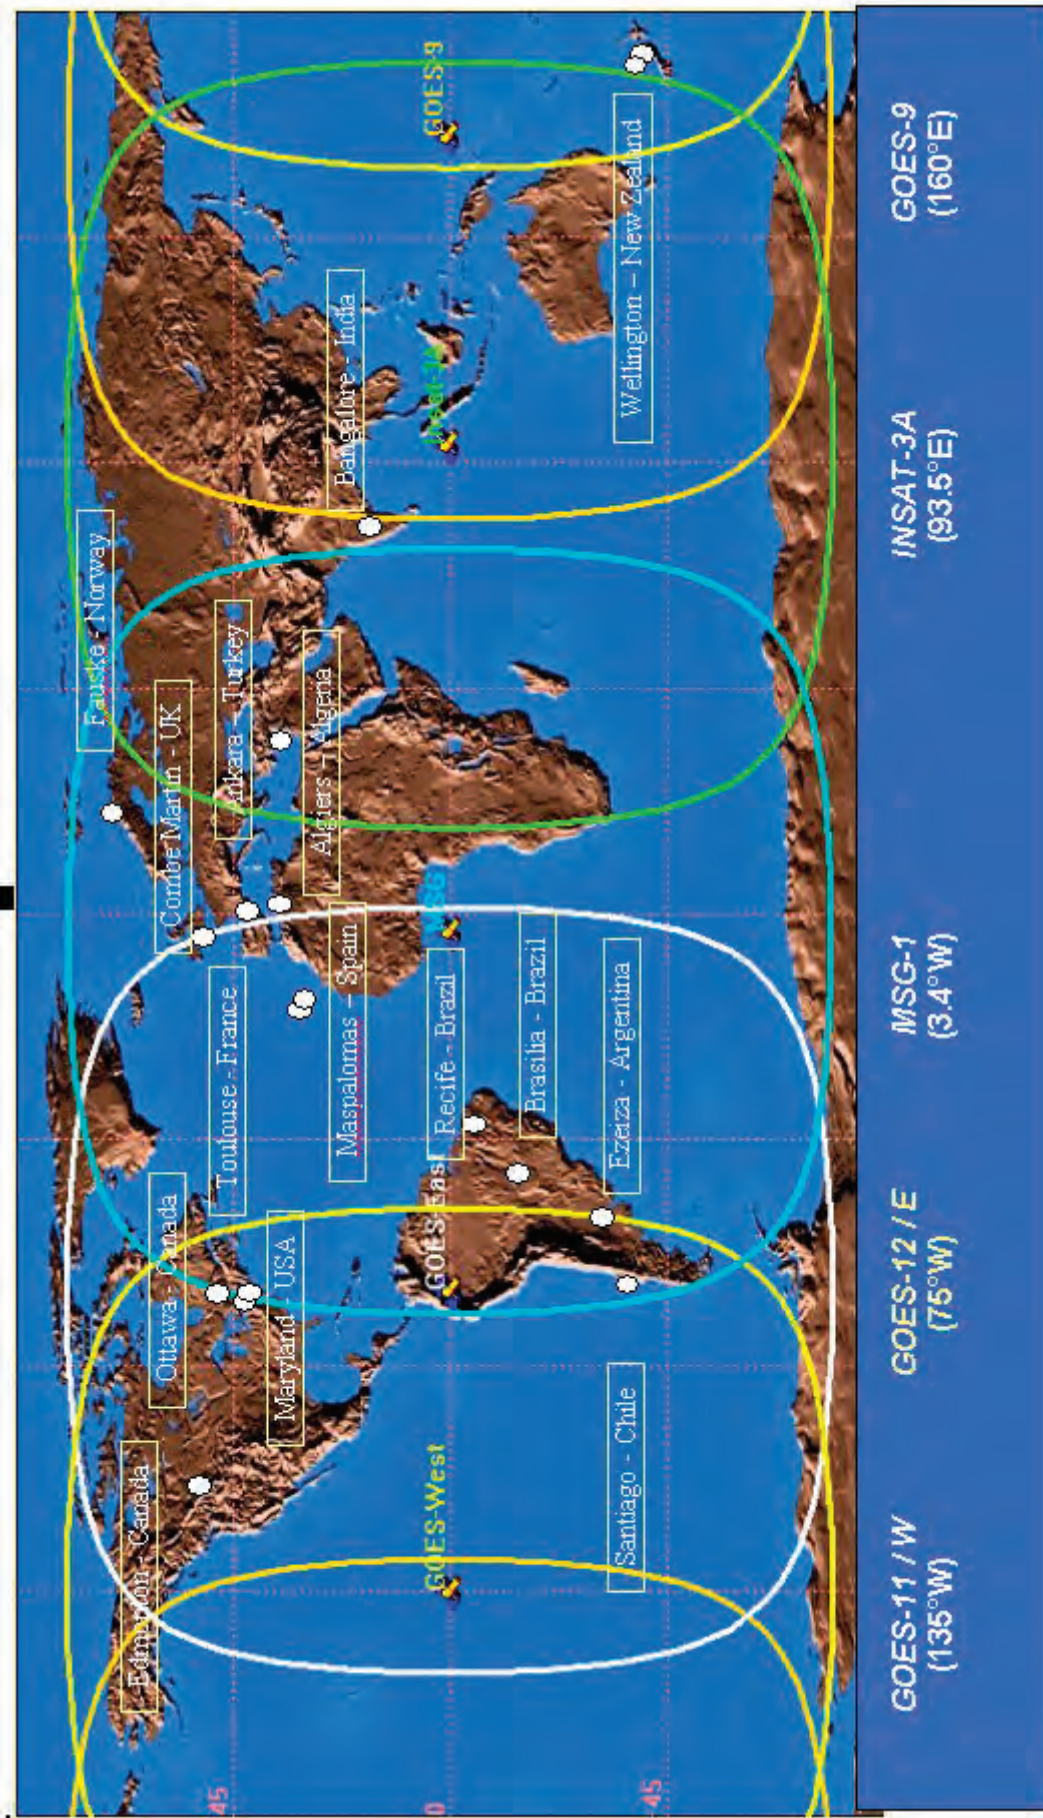 Edmonton - Canada
Ottawa - Canada
Maryland - USA
Toulouse - France
Combe Martin - UK
Fauske - Norway
Ankara - Turkey
Algiers - Algeria
Maspalomas - Spain
Bangalore - India
Recife - Brazil
Brasilia - Brazil
Ezeiza - Argentina
Santiago - Chile
Wellington - New Zealand
GOES-West
GOES-East
MSG
Insat-3A
GOES-9
45
0
-45
GOES-11 / W
(135°W)
GOES-12 / E
(75°W)
MSG-1
(3.4°W)
INSAT-3A
(93.5°E)
GOES-9
(160°E)